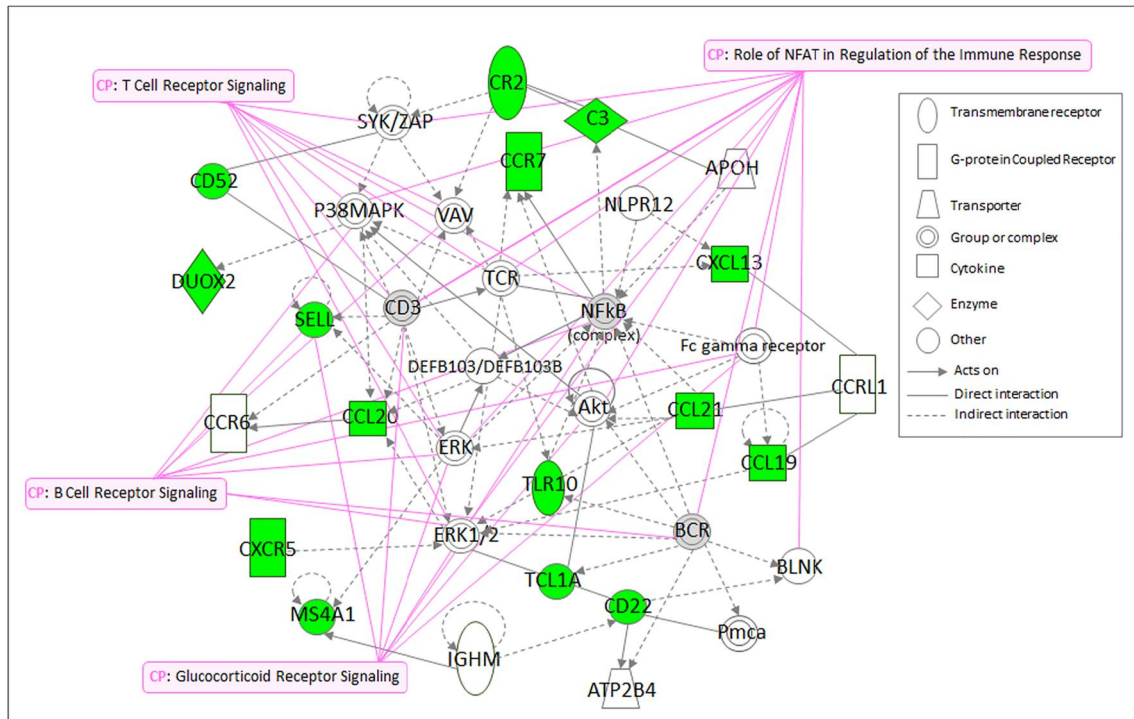 CP: Role of NFAT in Regulation of the Immune Response
CP: T Cell Receptor Signaling
CR2
SYK/ZAP
C3
CCR7
APOH
CD52
P38MAPK
VAV
NLPR12
DUOX2
TCR
CXCL13
CD3
SELL
NFkB
(complex)
Fc gamma receptor
DEFB103/DEFB103B
CCRL1
CCR6
CCL20
Akt
CCL21
ERK
CCL19
TLR10
CP: B Cell Receptor Signaling
CXCR5
ERK1/2
BCR
TCL1A
BLNK
MS4A1
CD22
Pmca
IGHM
CP: Glucocorticoid Receptor Signaling
ATP2B4
Transmembrane receptor
G-protein Coupled Receptor
Transporter
Group or complex
Cytokine
Enzyme
Other
Acts on
Direct interaction
Indirect interaction